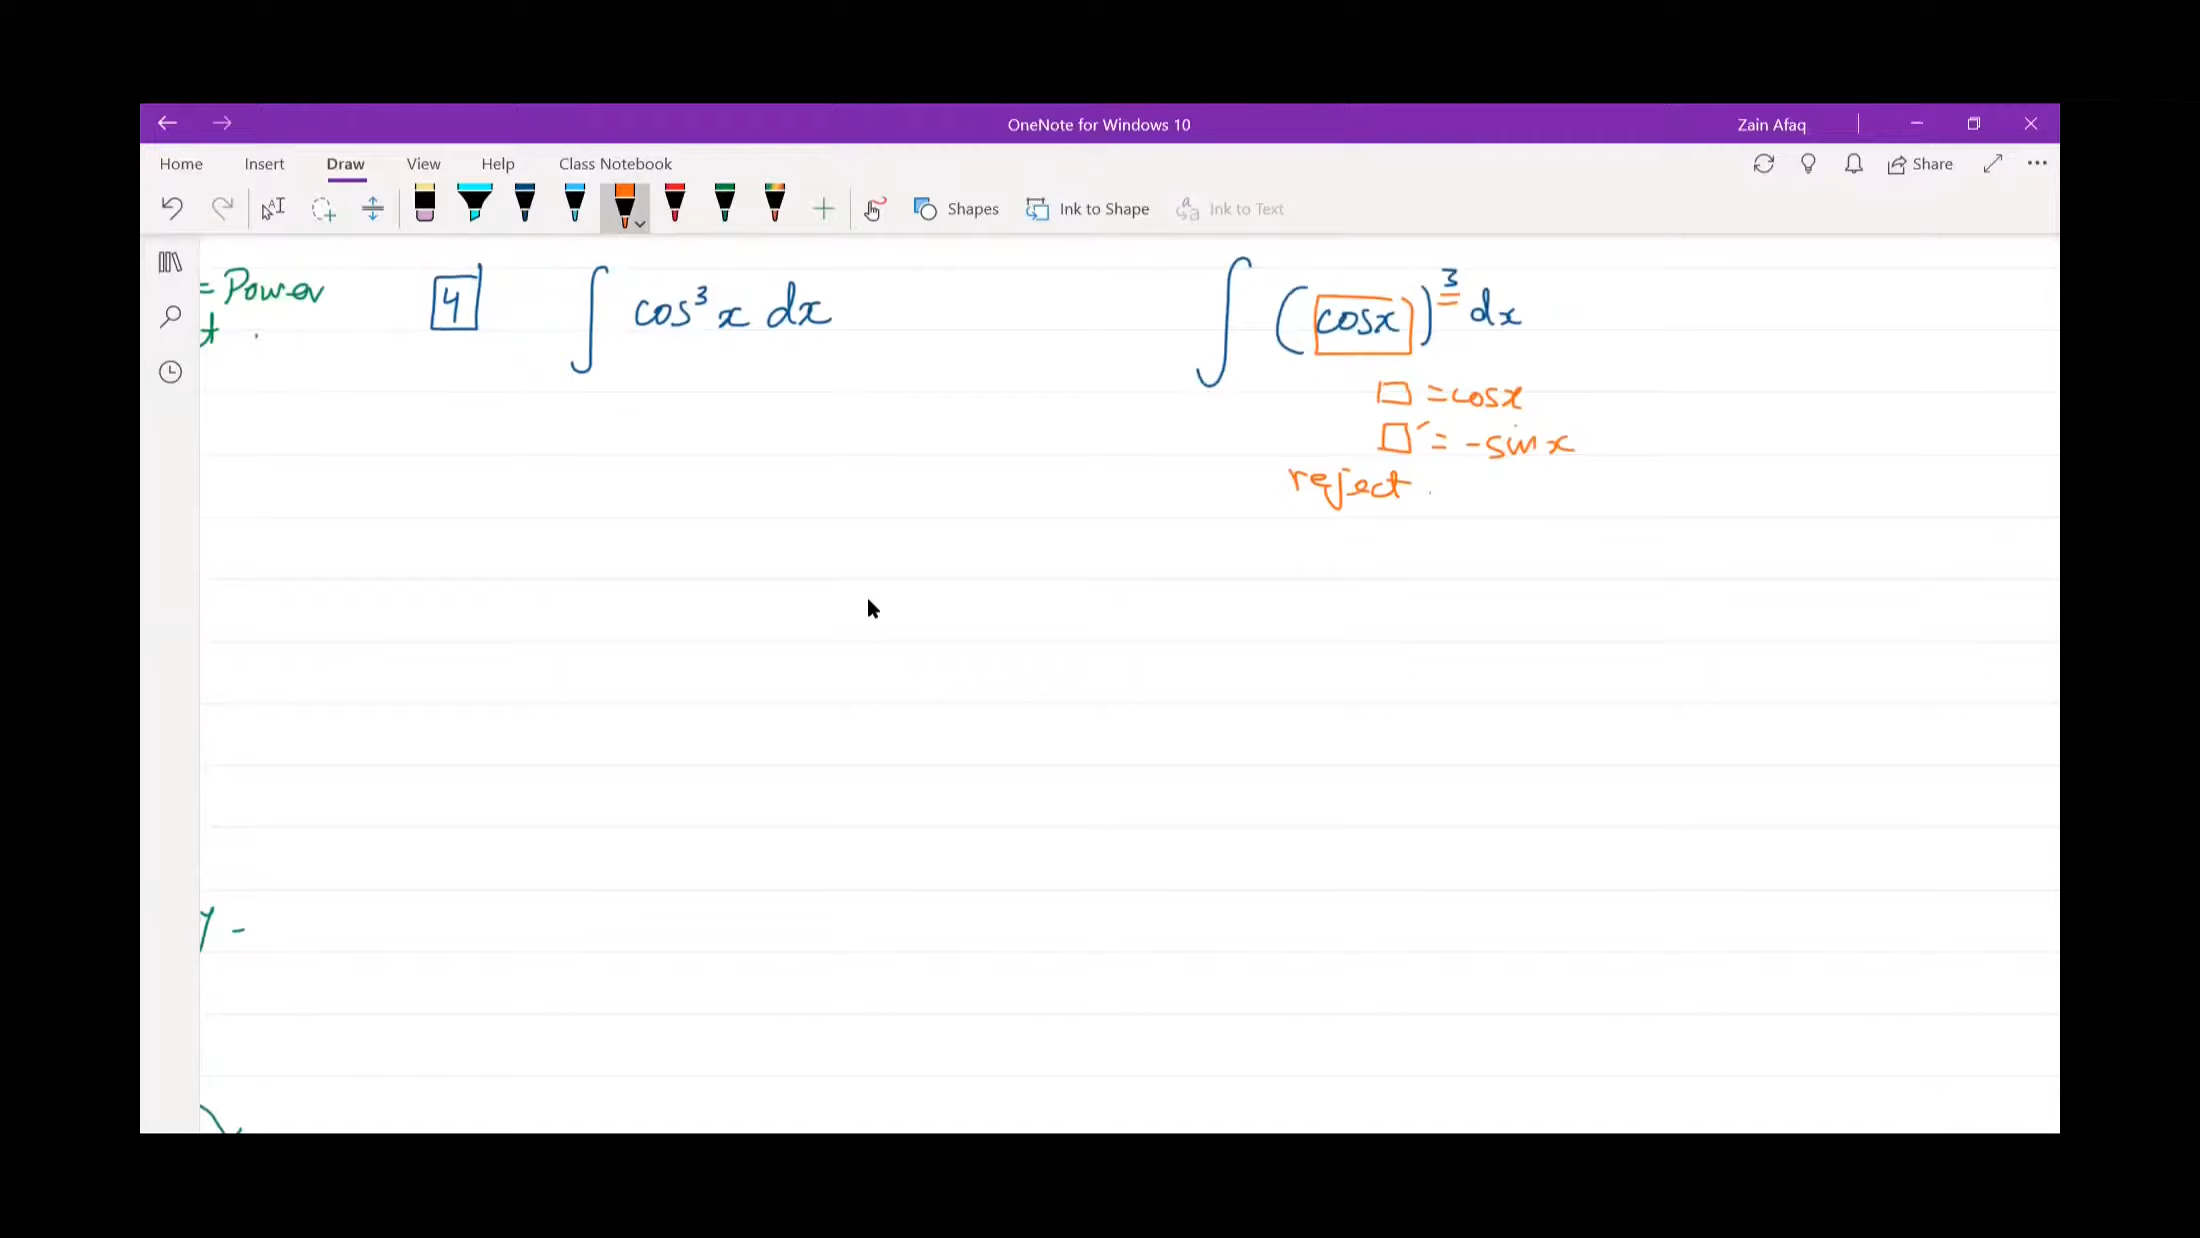 OneNote for Windows 10
Zain Afaq
Home Insert Draw View Help Class Notebook
Share
Shapes Ink to Shape Ink to Text
= Power
t .
4 ∫ cos³x dx
∫ (cosx)³ dx
□ = cosx
□´ = -sinx
reject .
y -